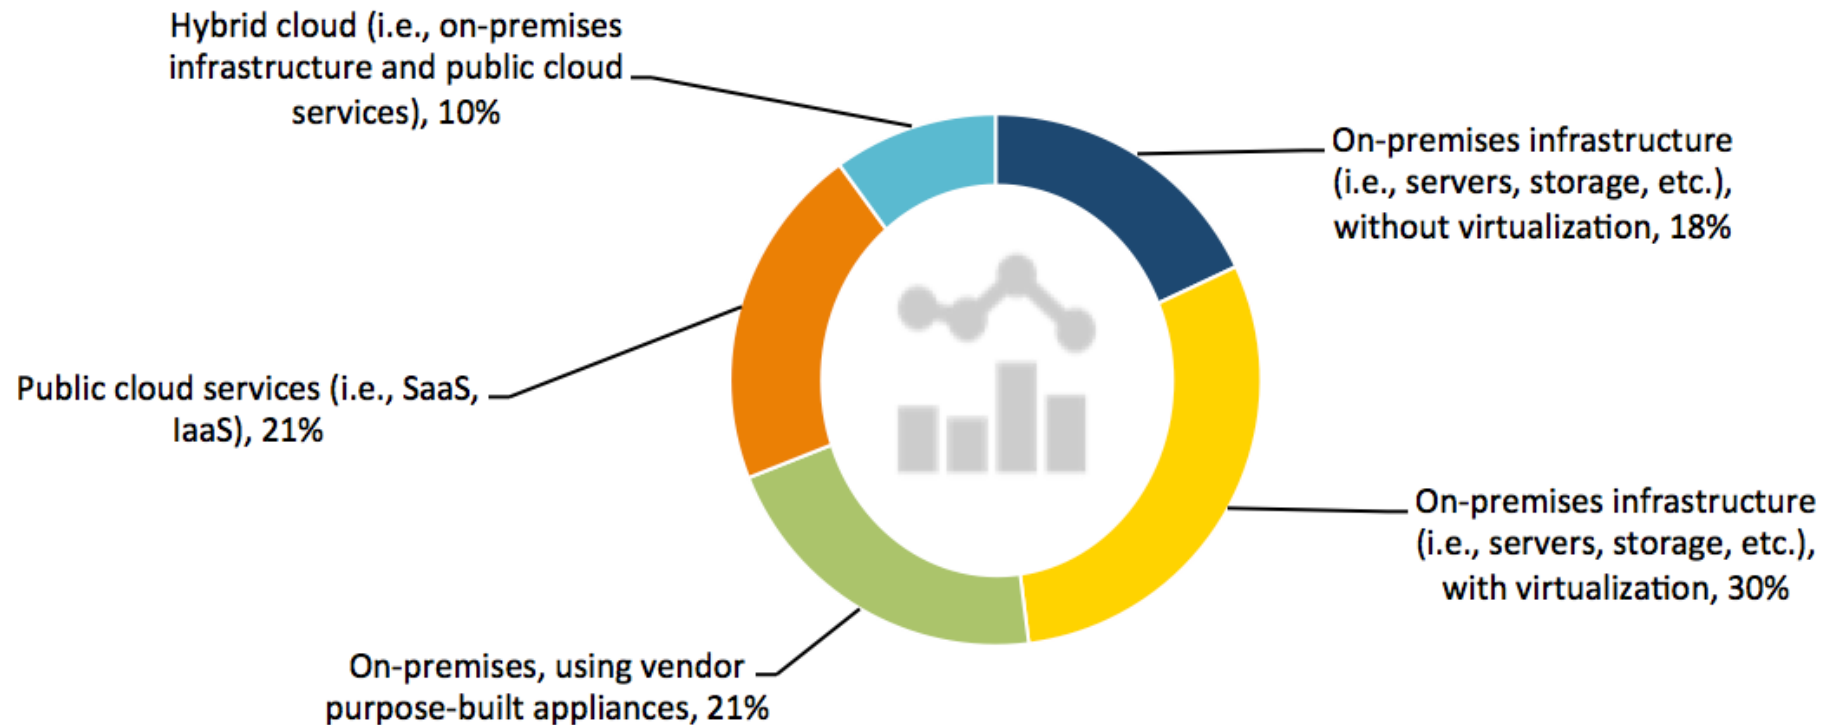 Hybrid cloud (i.e., on-premises
infrastructure and public cloud
services), 10%
On-premises infrastructure
(i.e., servers, storage, etc.),
without virtualization, 18%
Public cloud services (i.e., SaaS,
IaaS), 21%
On-premises infrastructure
(i.e., servers, storage, etc.),
with virtualization, 30%
On-premises, using vendor
purpose-built appliances, 21%